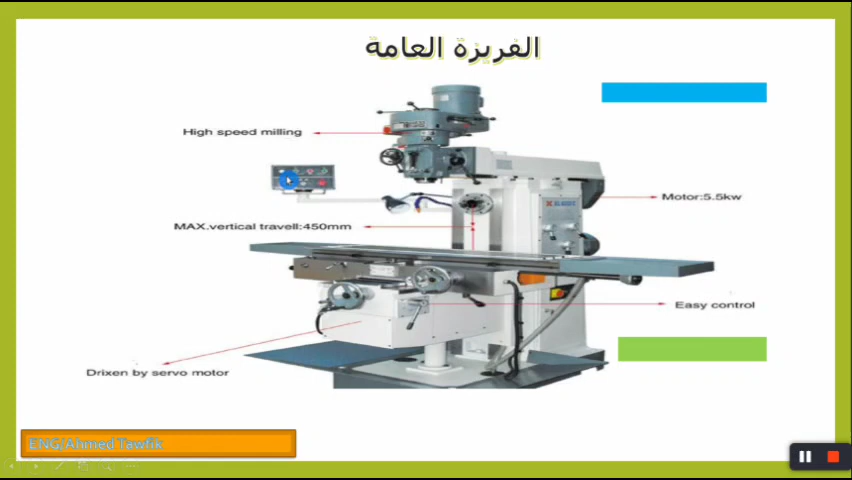 الفريزة العامة
High speed milling
Motor:5.5kw
MAX.vertical travell:450mm
Easy control
Drixen by servo motor
ENG/Ahmed Tawfik